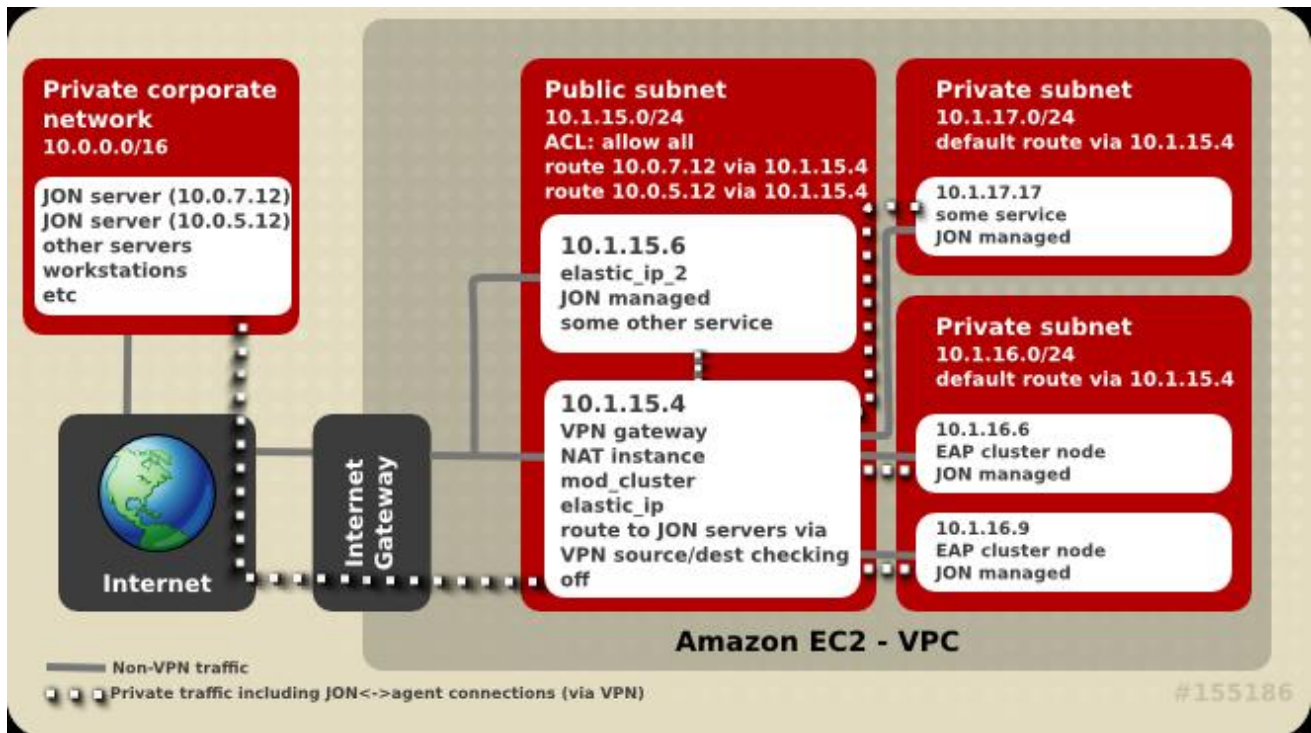 Private corporate
network
10.0.0.0/16
JON server (10.0.7.12)
JON server (10.0.5.12)
other servers
workstations
etc
Internet
Internet
Gateway
Public subnet
10.1.15.0/24
ACL: allow all
route 10.0.7.12 via 10.1.15.4
route 10.0.5.12 via 10.1.15.4
10.1.15.6
elastic_ip_2
JON managed
some other service
10.1.15.4
VPN gateway
NAT instance
mod_cluster
elastic_ip
route to JON servers via
VPN source/dest checking
off
Private subnet
10.1.17.0/24
default route via 10.1.15.4
10.1.17.17
some service
JON managed
Private subnet
10.1.16.0/24
default route via 10.1.15.4
10.1.16.6
EAP cluster node
JON managed
10.1.16.9
EAP cluster node
JON managed
Amazon EC2 - VPC
Non-VPN traffic
Private traffic including JON<->agent connections (via VPN)
#155186